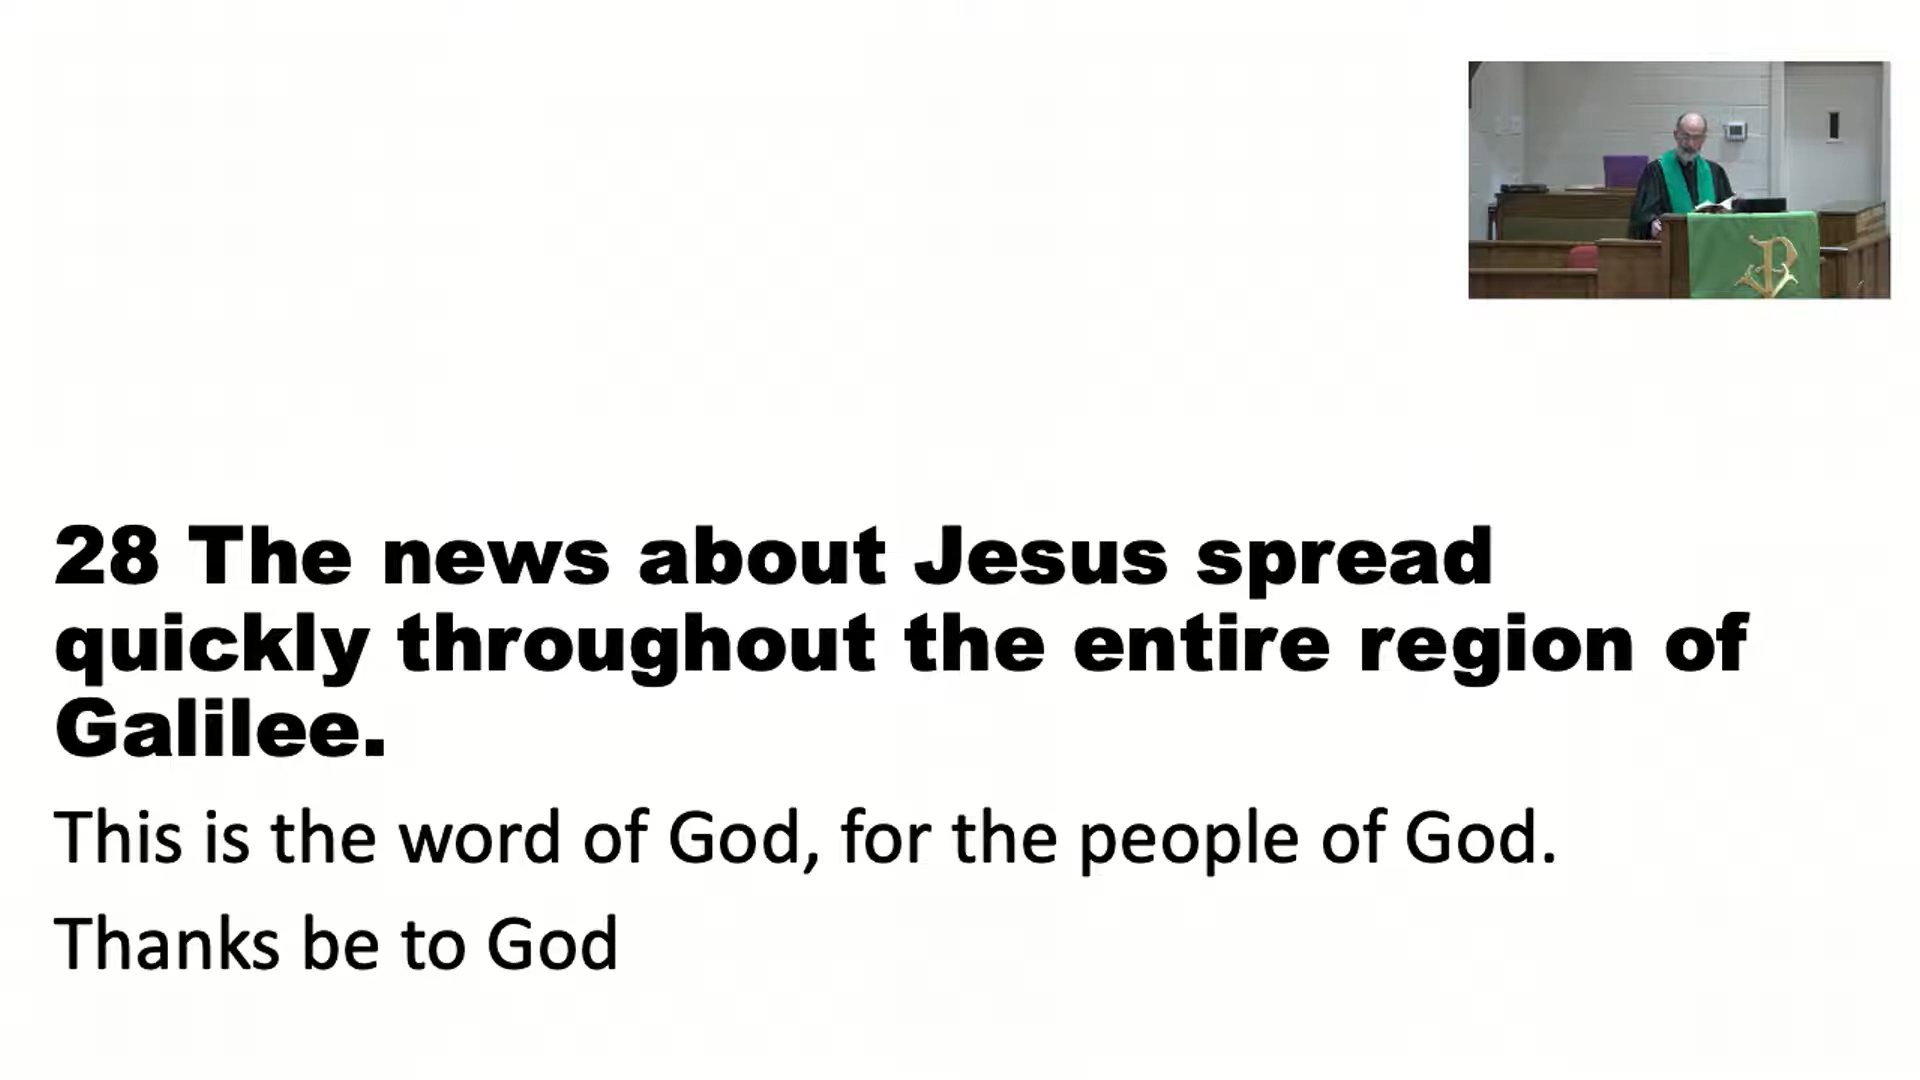 28 The news about Jesus spread
quickly throughout the entire region of
Galilee.
This is the word of God, for the people of God.
Thanks be to God